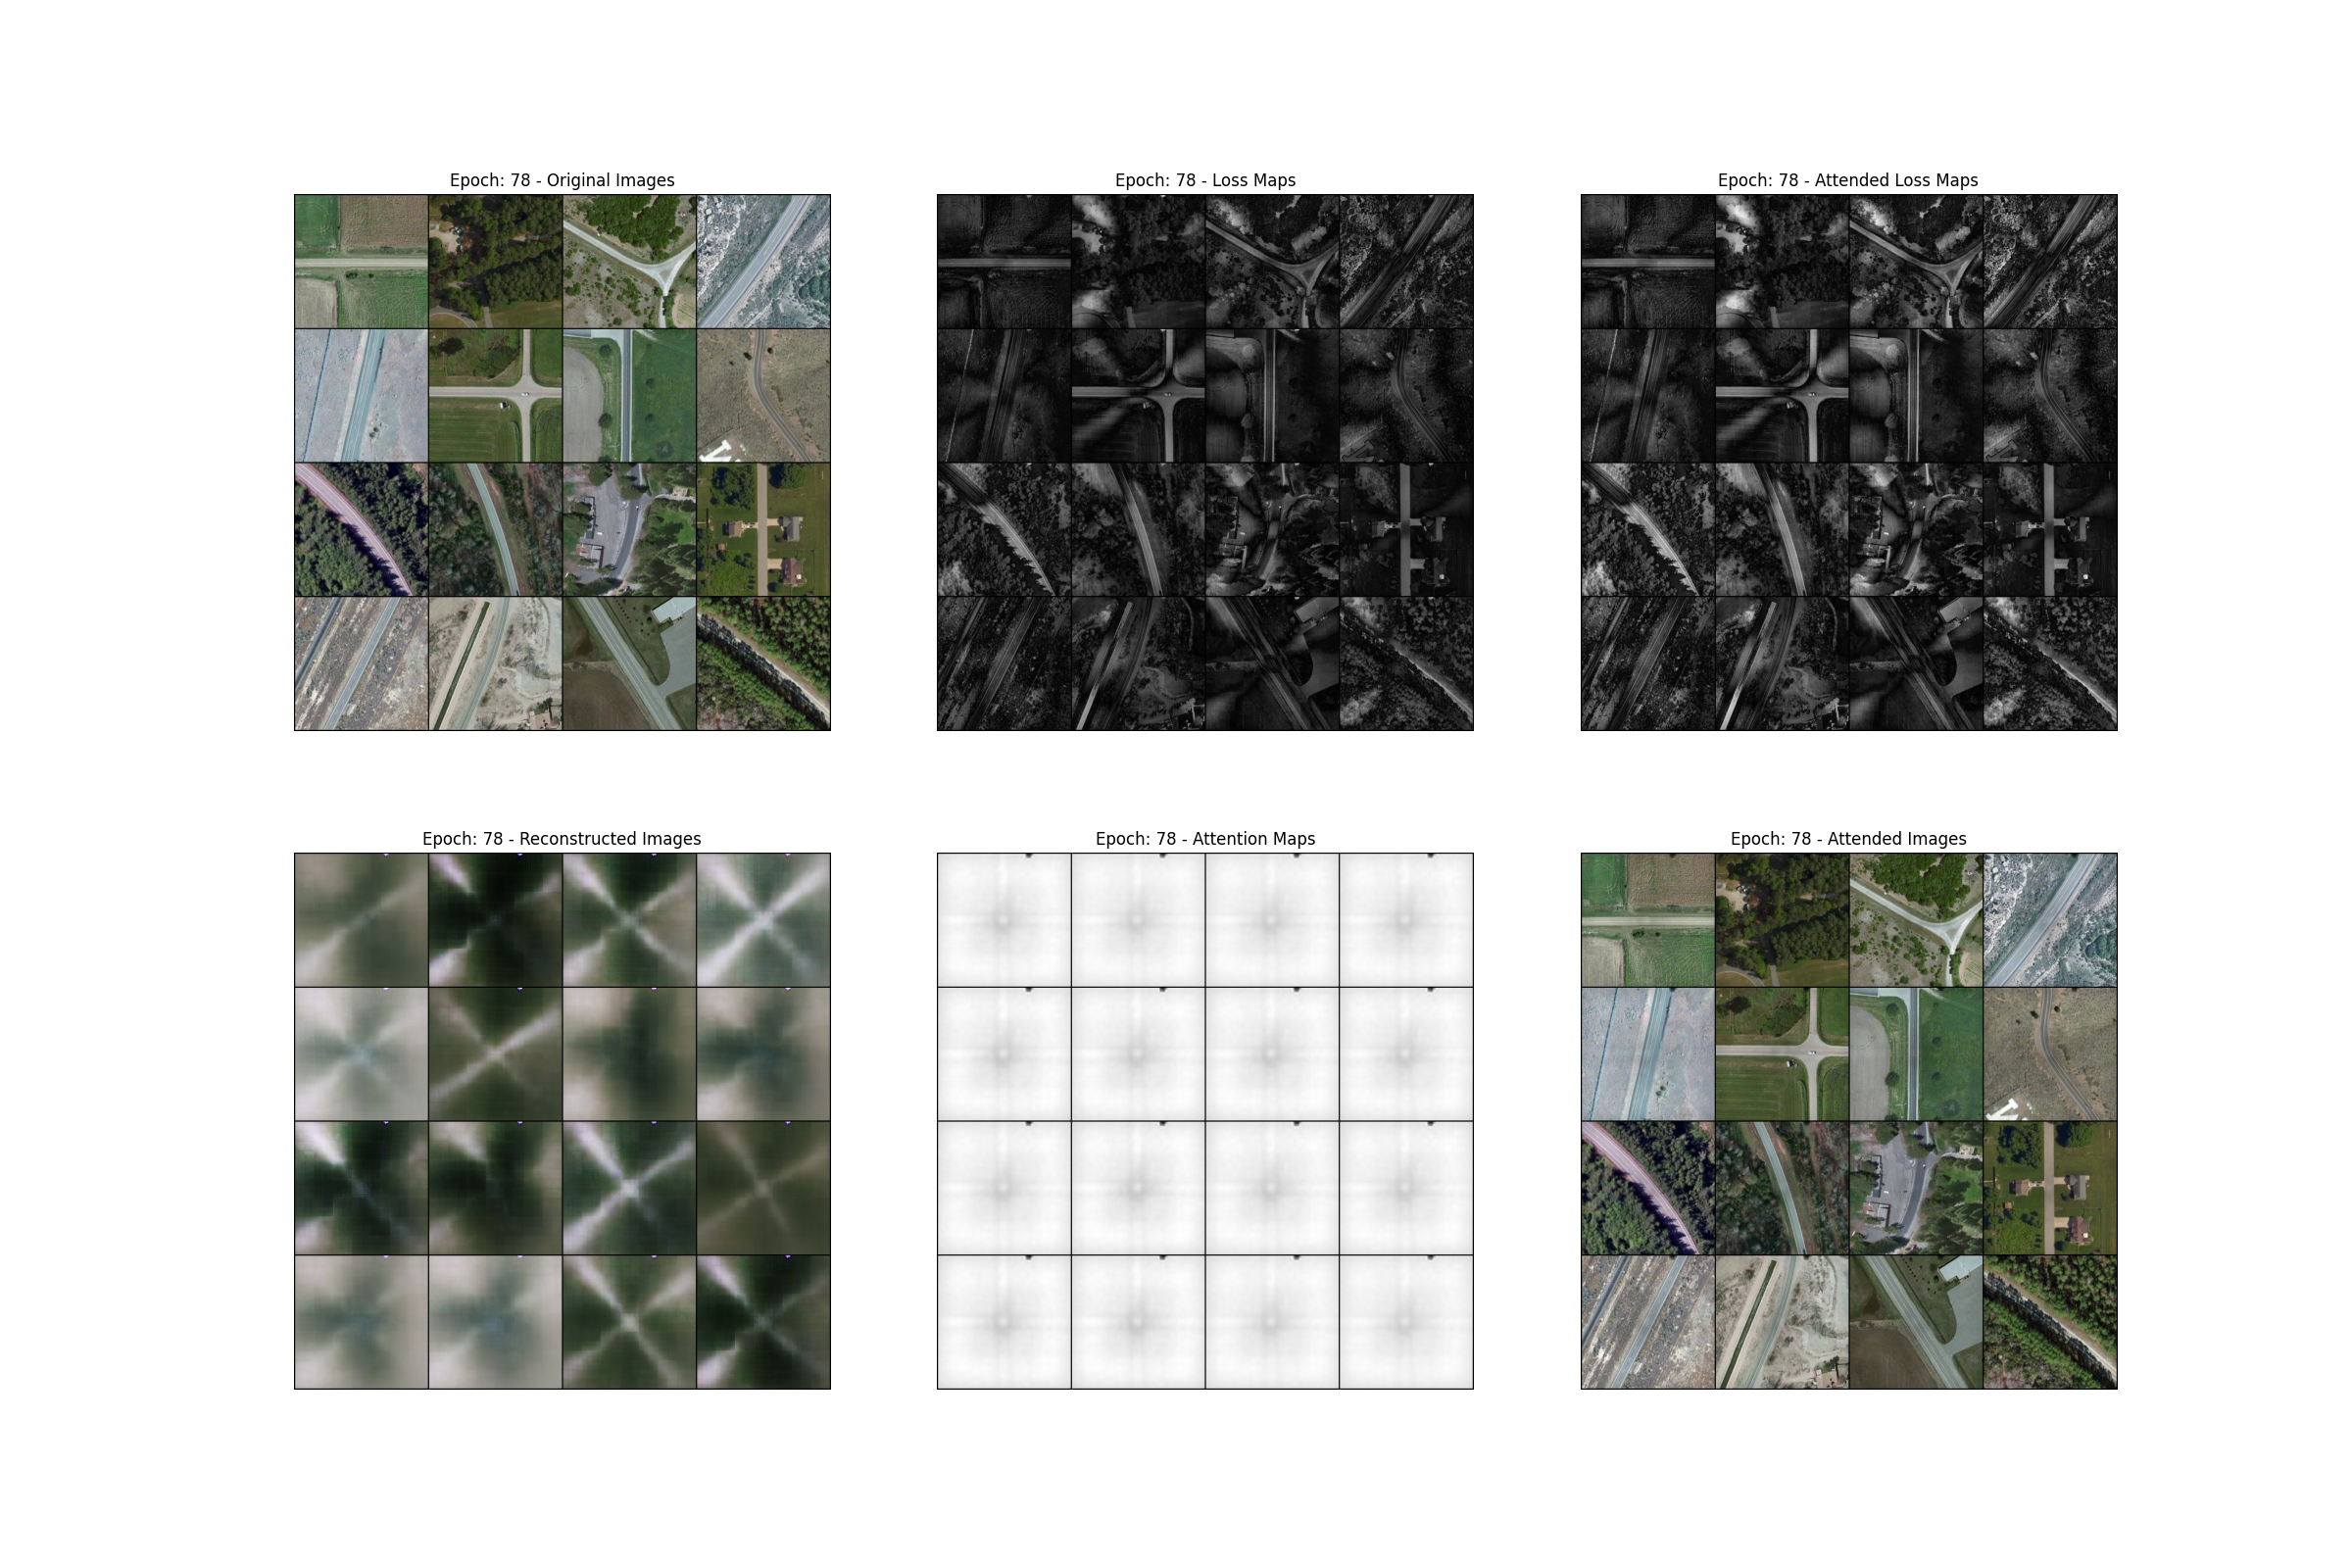 Epoch: 78 - Original Images
Epoch: 78 - Loss Maps
Epoch: 78 - Attended Loss Maps
Epoch: 78 - Reconstructed Images
Epoch: 78 - Attention Maps
Epoch: 78 - Attended Images